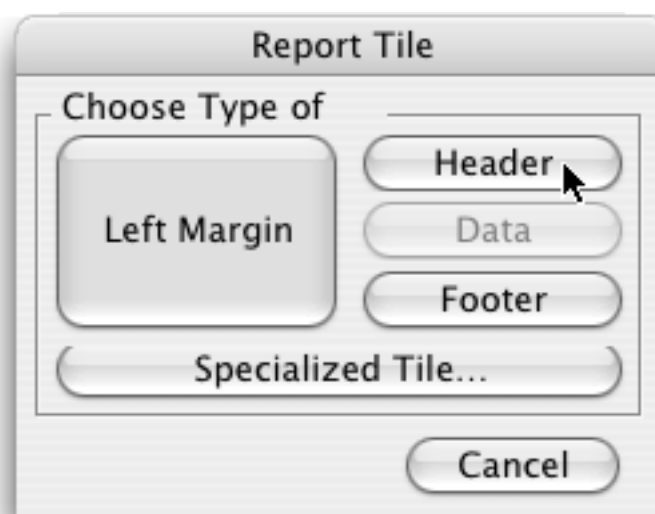 Report Tile
Choose Type of
Left Margin
Header
Data
Footer
Specialized Tile...
Cancel